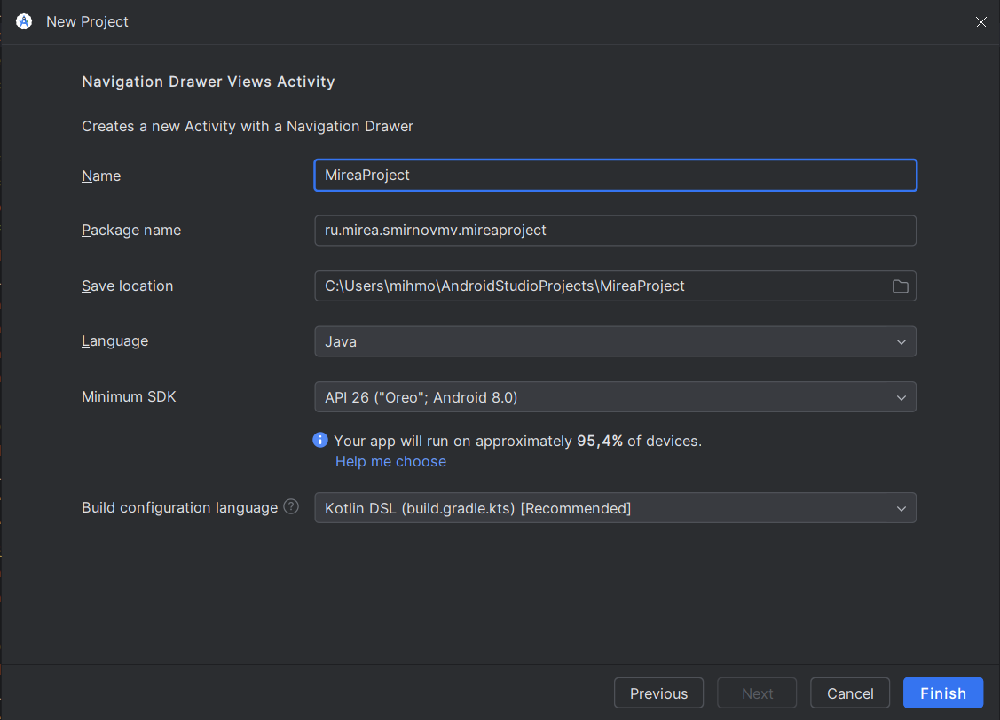 New Project
Navigation Drawer Views Activity
Creates a new Activity with a Navigation Drawer
Name MireaProject
Package name ru.mirea.smirnovmv.mireaproject
Save location C:\Users\mihmo\AndroidStudioProjects\MireaProject
Language Java
Minimum SDK API 26 ("Oreo"; Android 8.0)
Your app will run on approximately 95,4% of devices.
Help me choose
Build configuration language ? Kotlin DSL (build.gradle.kts) [Recommended]
Previous Next Cancel Finish